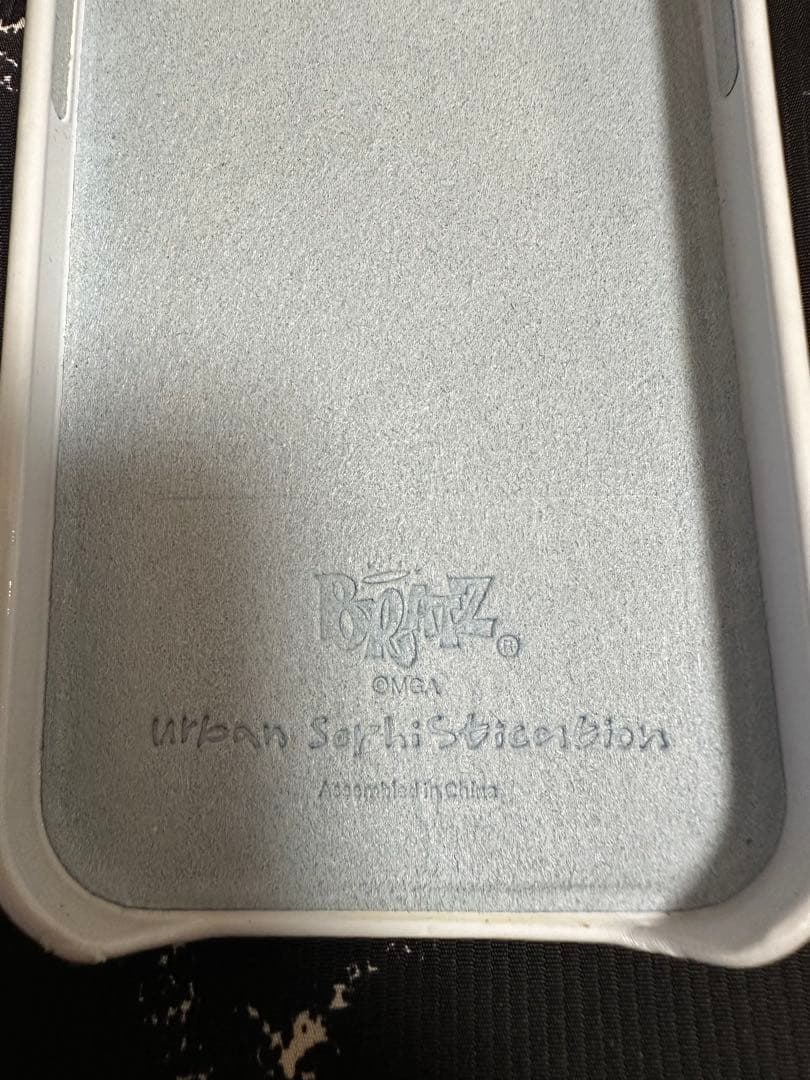 BRATZ®
©MGA
urban sophistication
Assembled in China